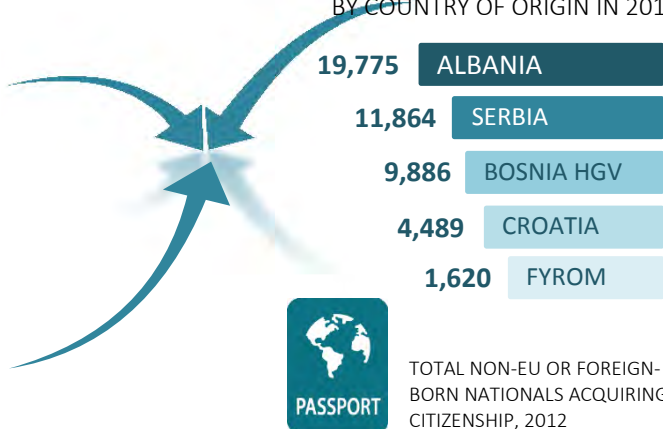 BY COUNTRY OF ORIGIN IN 201
19,775 ALBANIA
11,864 SERBIA
9,886 BOSNIA HGV
4,489 CROATIA
1,620 FYROM
PASSPORT
TOTAL NON-EU OR FOREIGN-
BORN NATIONALS ACQUIRING
CITIZENSHIP, 2012